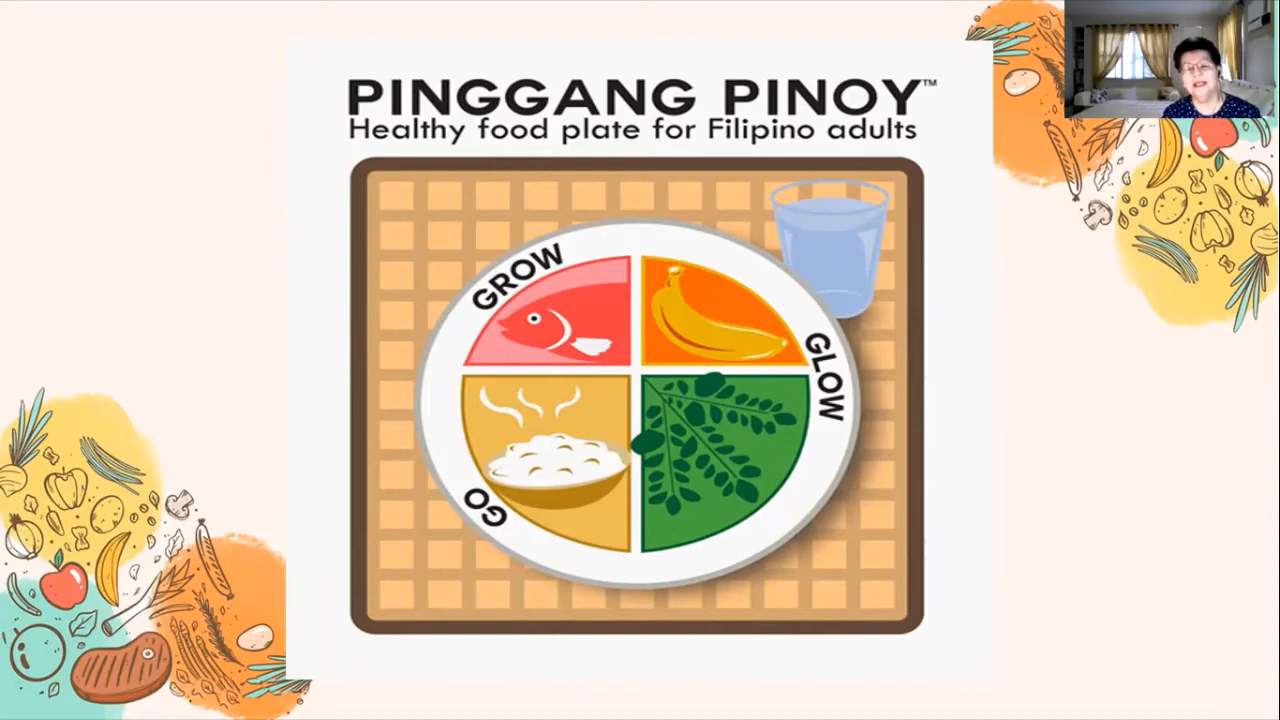 PINGGANG PINOY™
Healthy food plate for Filipino adults
GROW
GLOW
GO